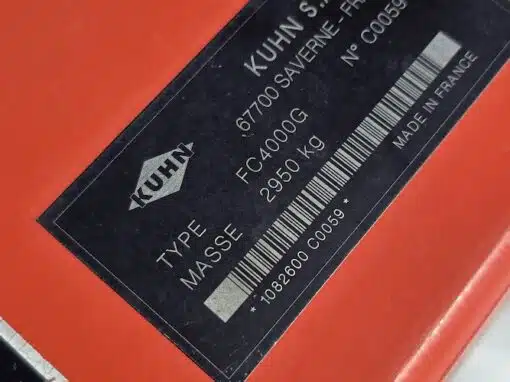 KUHN S.
67700 SAVERNE - FR
KUHN
TYPE FC4000G N° C0059
MASSE 2950 kg
* 1082600 C0059 *
MADE IN FRANCE